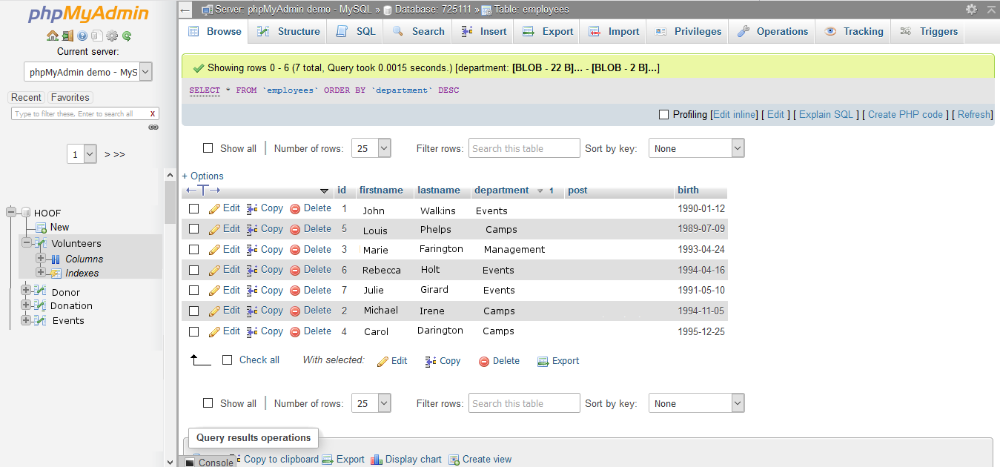 phpMyAdmin
Current server:
phpMyAdmin demo - MyS
Recent Favorites
Type to filter these, Enter to search all X
1 > >>
HOOF
New
Volunteers
Columns
Indexes
Donor
Donation
Events
Server: phpMyAdmin demo - MySQL » Database: 725111 » Table: employees
Browse Structure SQL Search Insert Export Import Privileges Operations Tracking Triggers
Showing rows 0 - 6 (7 total, Query took 0.0015 seconds.) [department: [BLOB - 22 B]... - [BLOB - 2 B]...]
SELECT * FROM `employees` ORDER BY `department` DESC
Profiling [Edit inline] [ Edit ] [ Explain SQL ] [ Create PHP code ] [ Refresh]
Show all Number of rows: 25 Filter rows: Search this table Sort by key: None
+ Options
id firstname lastname department 1 post birth
Edit Copy Delete 1 John Walkins Events 1990-01-12
Edit Copy Delete 5 Louis Phelps Camps 1989-07-09
Edit Copy Delete 3 Marie Farington Management 1993-04-24
Edit Copy Delete 6 Rebecca Holt Events 1994-04-16
Edit Copy Delete 7 Julie Girard Events 1991-05-10
Edit Copy Delete 2 Michael Irene Camps 1994-11-05
Edit Copy Delete 4 Carol Darington Camps 1995-12-25
Check all With selected: Edit Copy Delete Export
Show all Number of rows: 25 Filter rows: Search this table Sort by key: None
Query results operations
Copy to clipboard Export Display chart Create view
Console